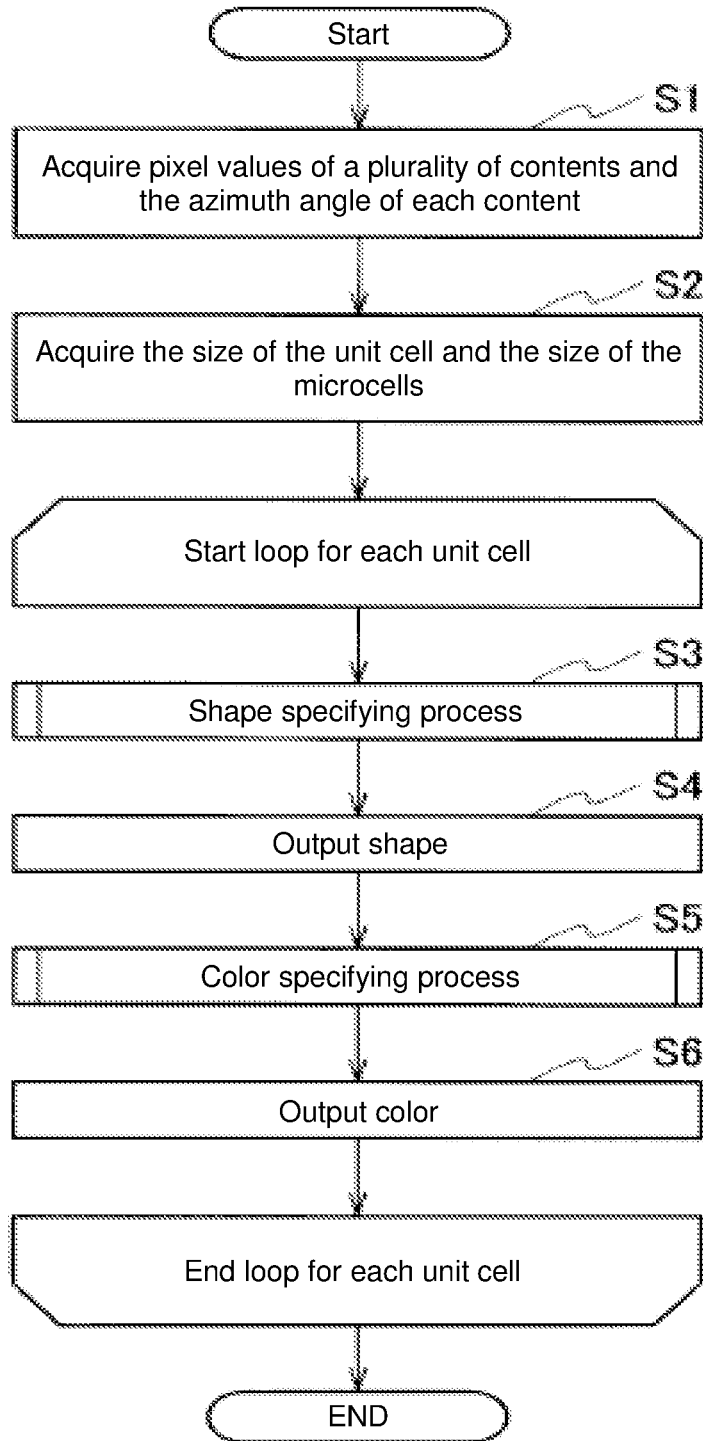 Start
S1
Acquire pixel values of a plurality of contents and
the azimuth angle of each content
S2
Acquire the size of the unit cell and the size of the
microcells
Start loop for each unit cell
S3
Shape specifying process
S4
Output shape
S5
Color specifying process
S6
Output color
End loop for each unit cell
END